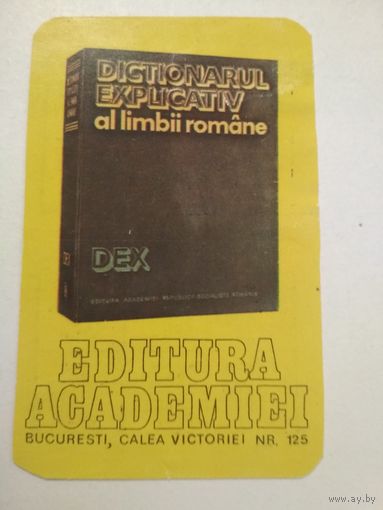 DICȚIONARUL
EXPLICATIV
al limbii române
DEX
EDITURA ACADEMIEI REPUBLICII SOCIALISTE ROMÂNIA
EDITURA
ACADEMIEI
BUCURESTI, CALEA VICTORIEI NR. 125
www.ay.by